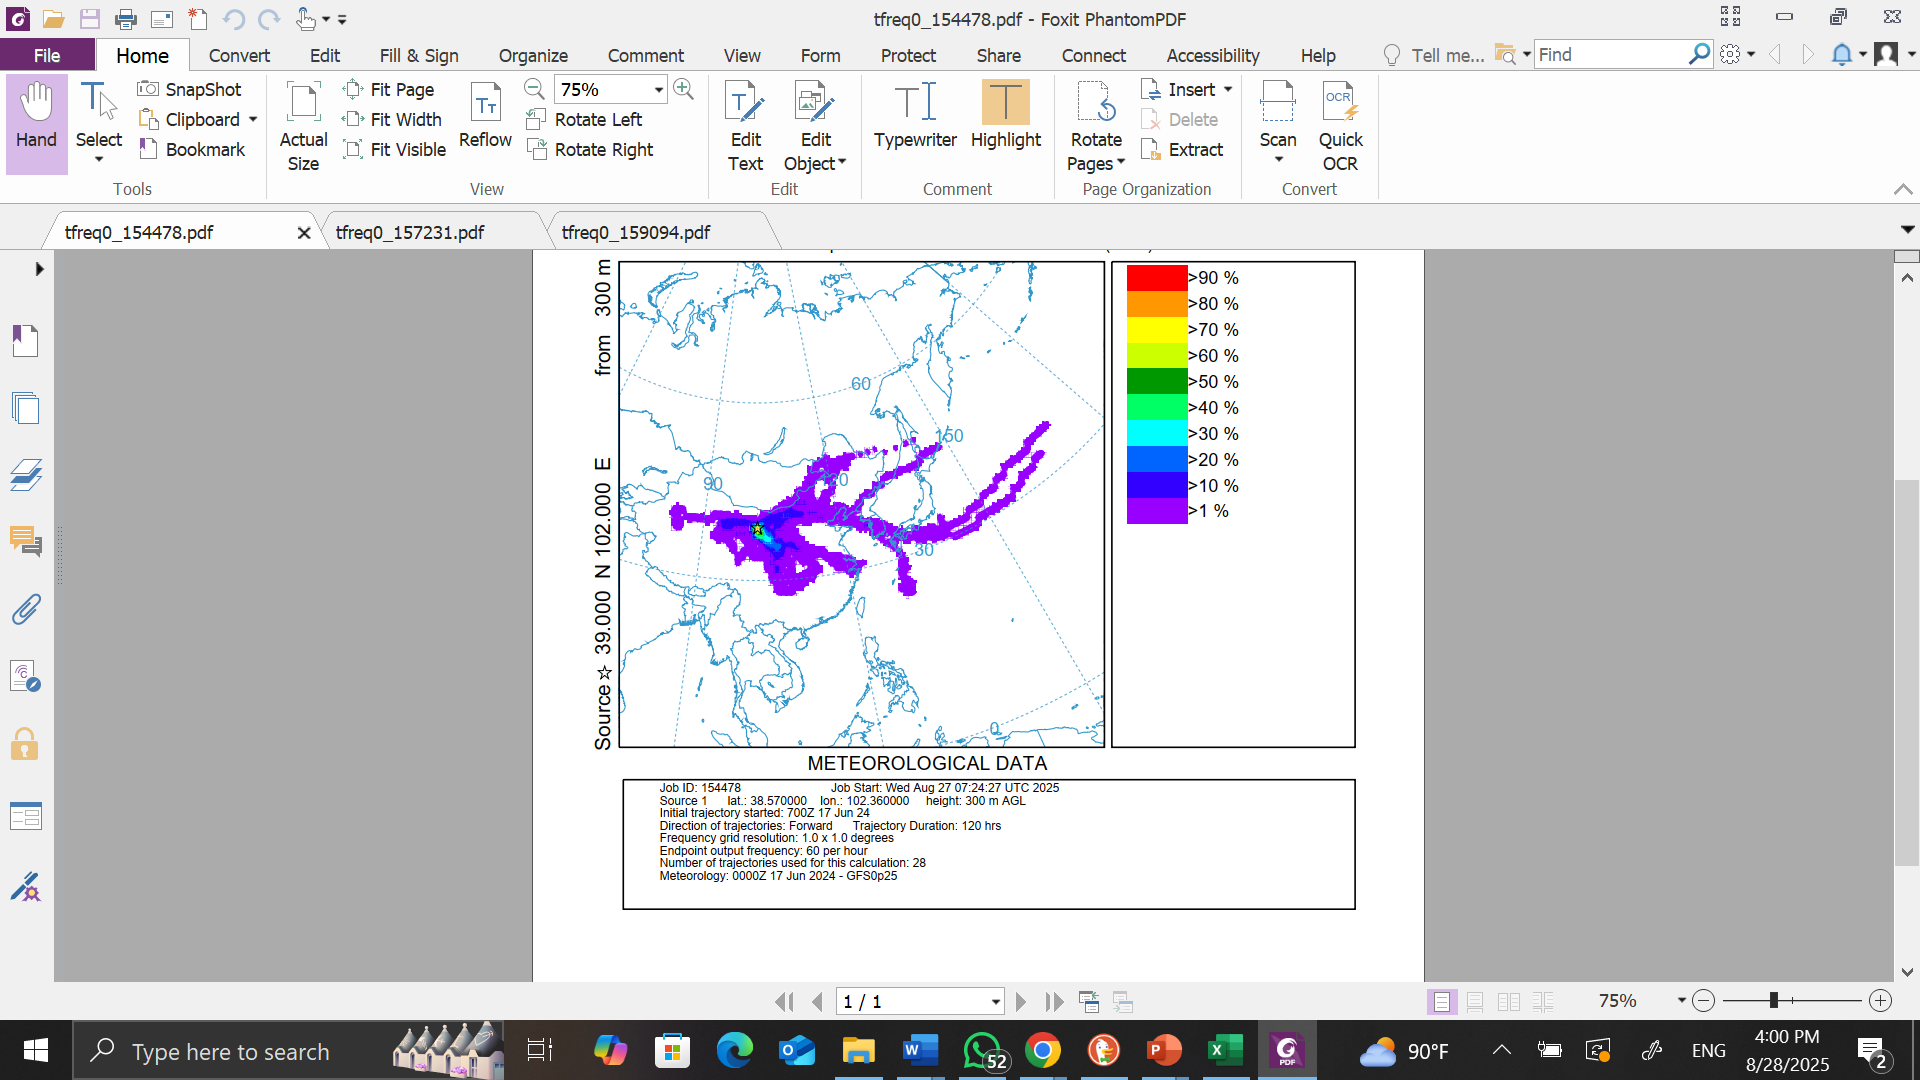 tfreq0_154478.pdf - Foxit PhantomPDF
File Home Convert Edit Fill & Sign Organize Comment View Form Protect Share Connect Accessibility Help Tell me... Find
Hand
Select
SnapShot
Clipboard
Bookmark
Tools
Actual Size
Fit Page
Fit Width
Fit Visible
Reflow
75%
Rotate Left
Rotate Right
View
Edit Text
Edit Object
Edit
Typewriter
Highlight
Comment
Rotate Pages
Insert
Delete
Extract
Page Organization
Scan
Quick OCR
Convert
tfreq0_154478.pdf tfreq0_157231.pdf tfreq0_159094.pdf
Source ☆ 39.000 N 102.000 E from 300 m
60
150
90
30
0
>90 %
>80 %
>70 %
>60 %
>50 %
>40 %
>30 %
>20 %
>10 %
>1 %
METEOROLOGICAL DATA
Job ID: 154478 Job Start: Wed Aug 27 07:24:27 UTC 2025
Source 1 lat.: 38.570000 lon.: 102.360000 height: 300 m AGL
Initial trajectory started: 700Z 17 Jun 24
Direction of trajectories: Forward Trajectory Duration: 120 hrs
Frequency grid resolution: 1.0 x 1.0 degrees
Endpoint output frequency: 60 per hour
Number of trajectories used for this calculation: 28
Meteorology: 0000Z 17 Jun 2024 - GFS0p25
1 / 1
75%
Type here to search
52
90°F
ENG
4:00 PM
8/28/2025
2